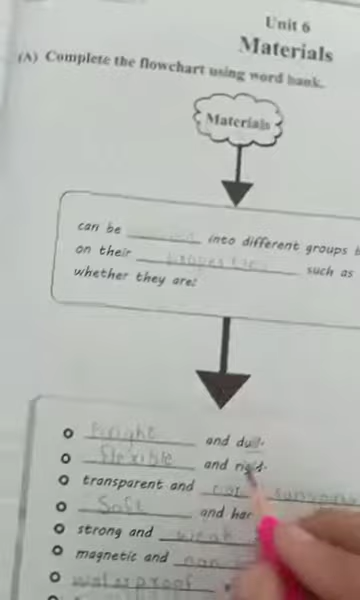 Unit 6
Materials
(A) Complete the flowchart using word bank.
Materials
can be into different groups
on their properties such as
whether they are:
bright and dull.
flexible and rigid.
transparent and
Soft and
strong and weak
magnetic and non
waterproof